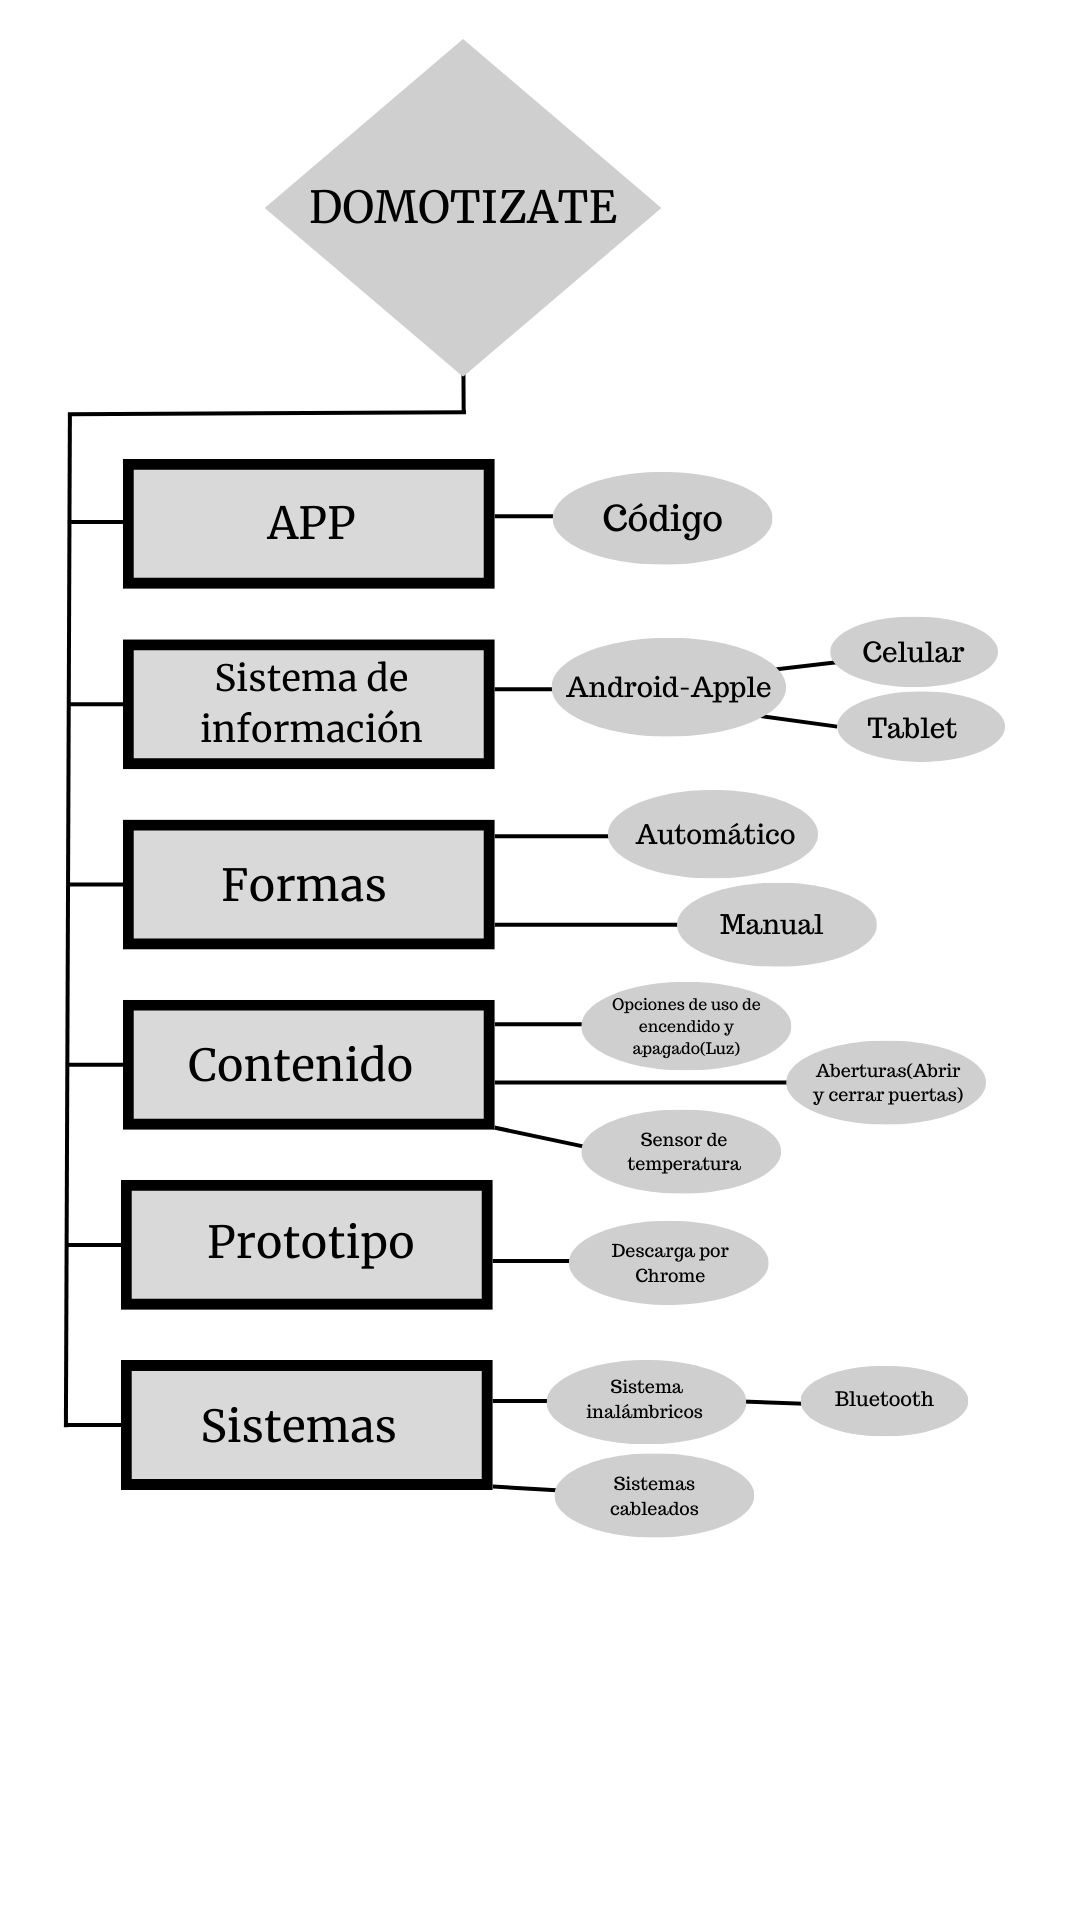 DOMOTIZATE
APP
Código
Sistema de
información
Android-Apple
Celular
Tablet
Formas
Automático
Manual
Contenido
Opciones de uso de
encendido y
apagado(Luz)
Aberturas(Abrir
y cerrar puertas)
Sensor de
temperatura
Prototipo
Descarga por
Chrome
Sistemas
Sistema
inalámbricos
Bluetooth
Sistemas
cableados